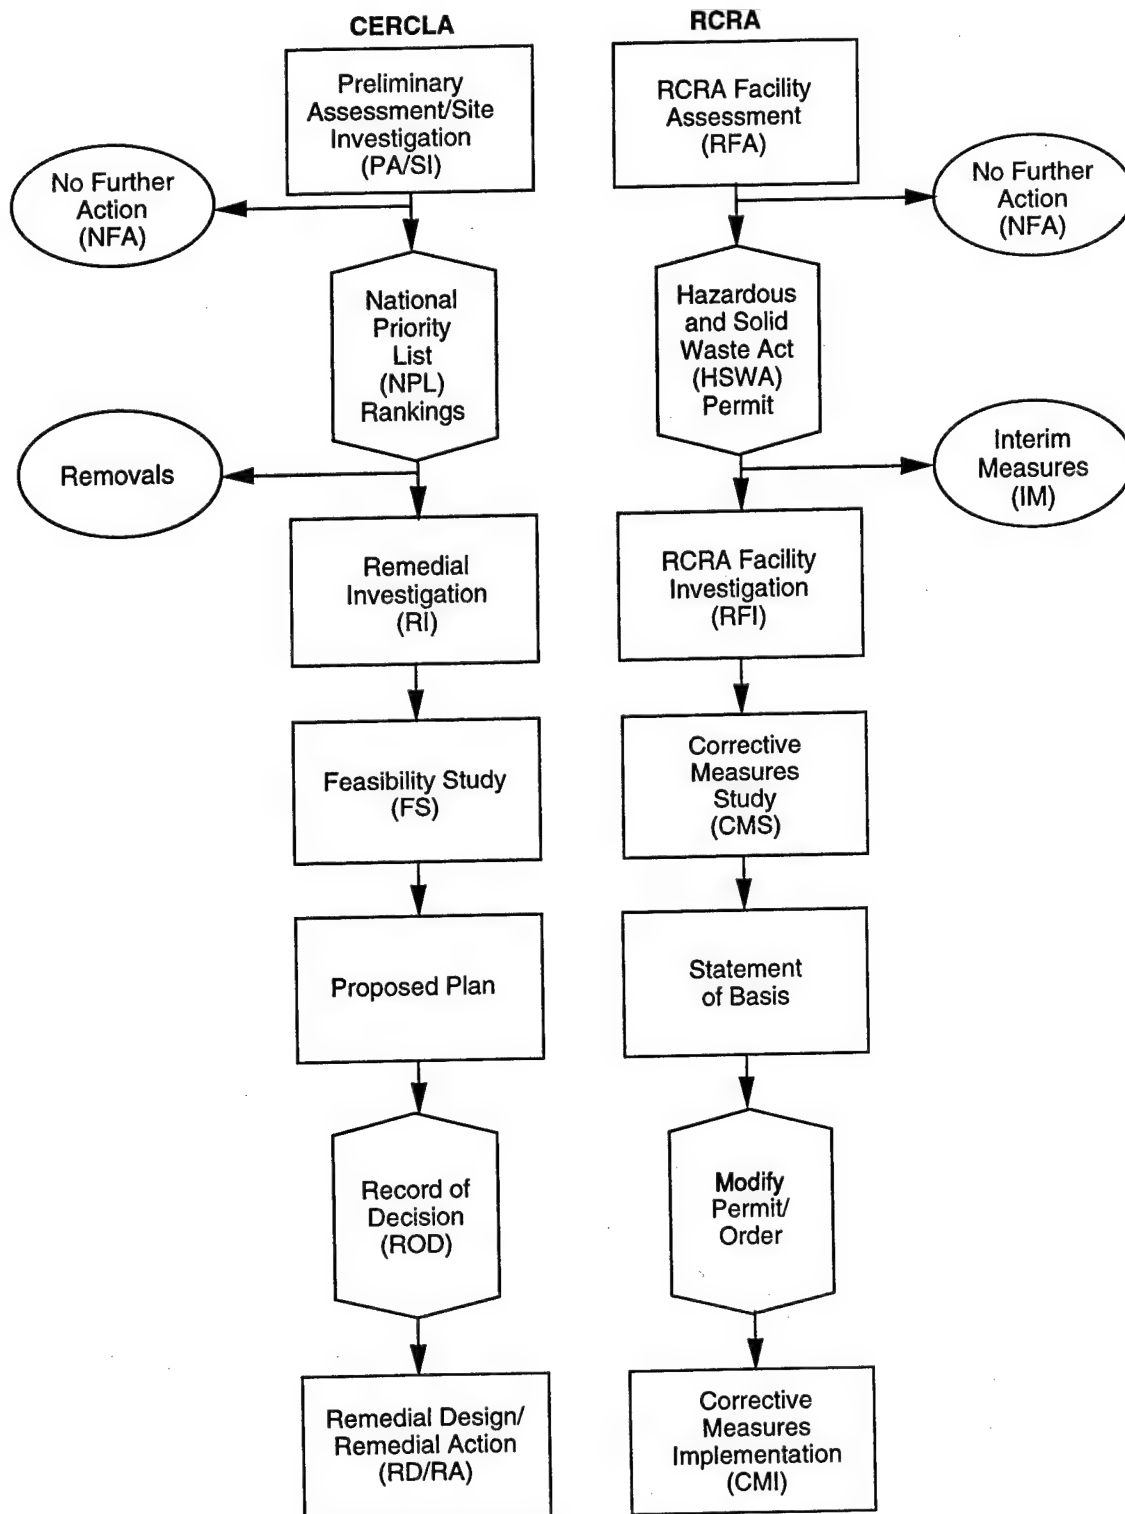 CERCLA
Preliminary
Assessment/Site
Investigation
(PA/SI)
No Further
Action
(NFA)
National
Priority
List
(NPL)
Rankings
Removals
Remedial
Investigation
(RI)
Feasibility Study
(FS)
Proposed Plan
Record of
Decision
(ROD)
Remedial Design/
Remedial Action
(RD/RA)
RCRA
RCRA Facility
Assessment
(RFA)
No Further
Action
(NFA)
Hazardous
and Solid
Waste Act
(HSWA)
Permit
Interim
Measures
(IM)
RCRA Facility
Investigation
(RFI)
Corrective
Measures
Study
(CMS)
Statement
of Basis
Modify
Permit/
Order
Corrective
Measures
Implementation
(CMI)